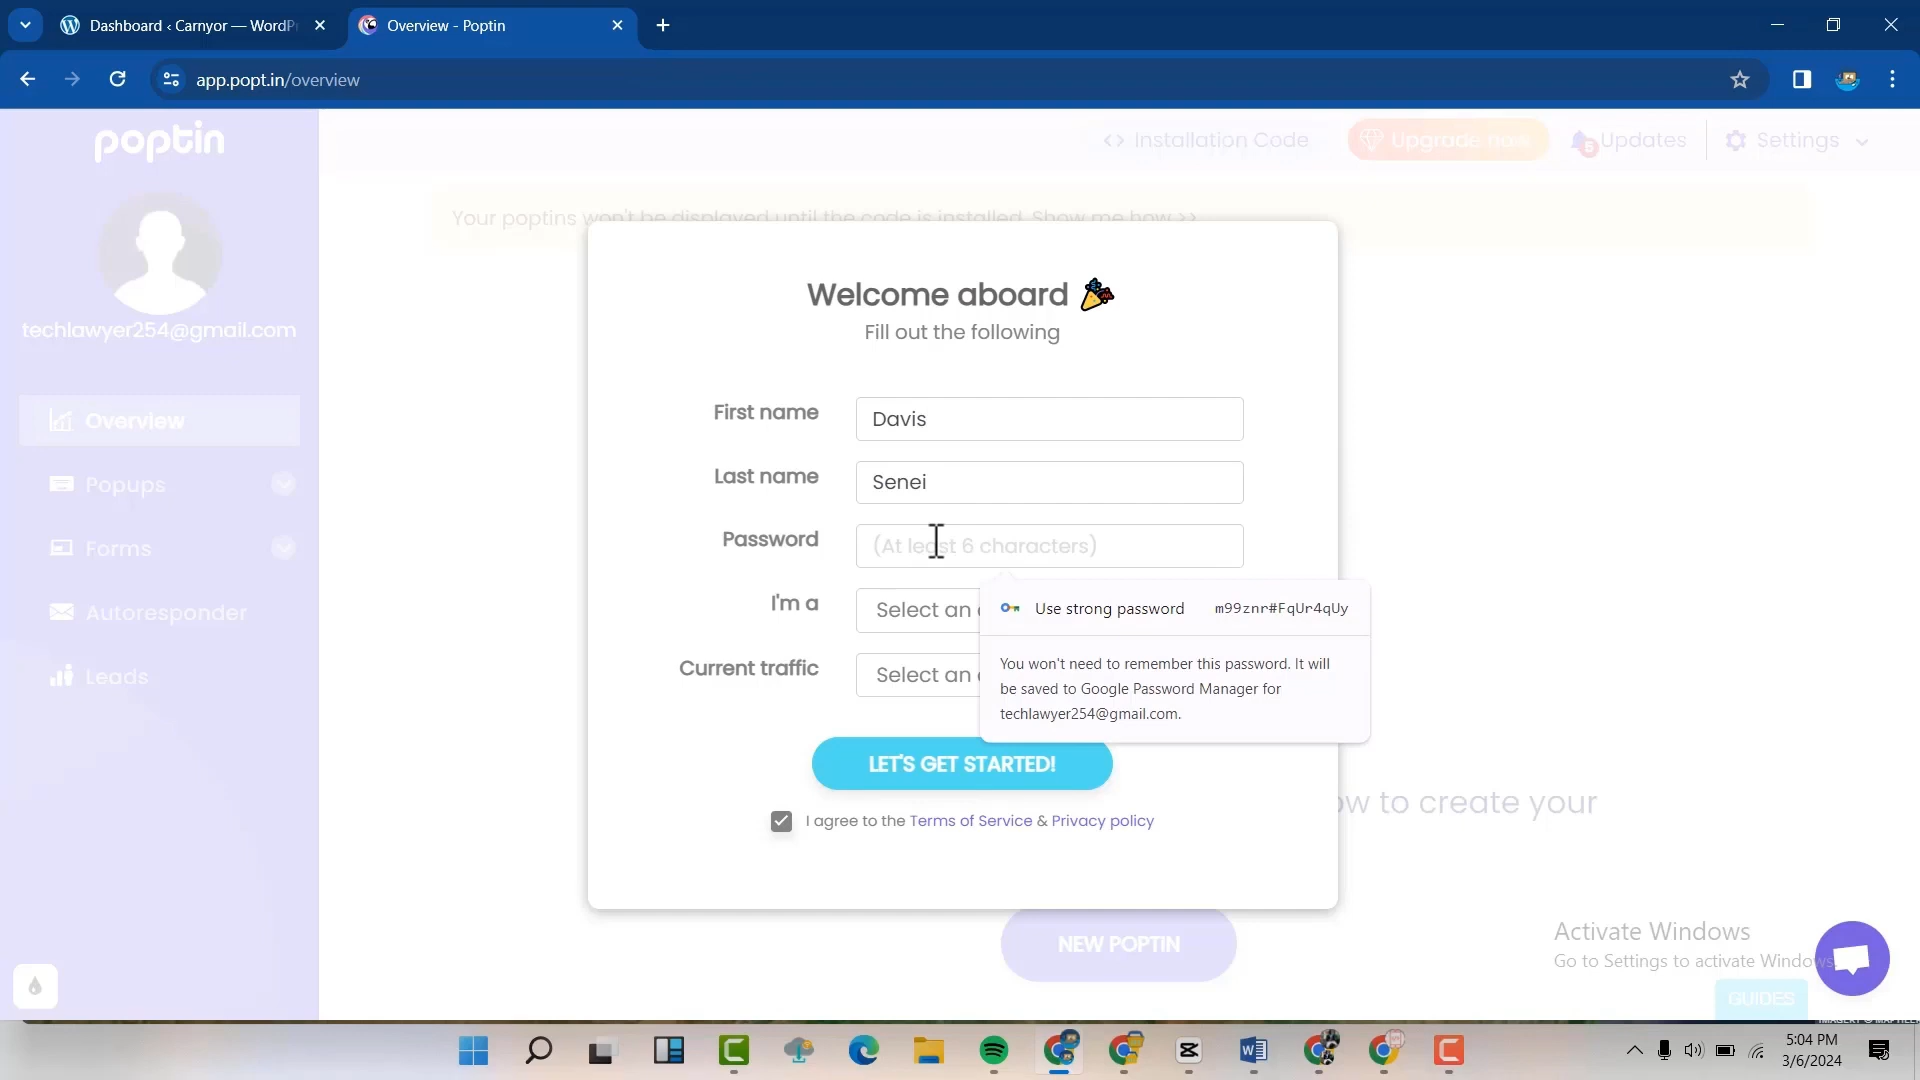 Dashboard ‹ Carnyor — WordPr
Overview - Poptin
app.popt.in/overview
poptin
techlawyer254@gmail.com
Overview
Popups
Forms
Autoresponder
Leads
<> Installation Code
Upgrade now
5
Updates
Settings
Your poptins won't be displayed until the code is installed. Show me how >>
Welcome aboard
Fill out the following
First name
Davis
Last name
Senei
Password
(At least 6 characters)
I'm a
Select an
Current traffic
Select an
Use strong password m99znr#FqUr4qUy
You won't need to remember this password. It will
be saved to Google Password Manager for
techlawyer254@gmail.com.
LET'S GET STARTED!
I agree to the Terms of Service & Privacy policy
ow to create your
NEW POPTIN
Activate Windows
Go to Settings to activate Windows
GUIDES
5:04 PM
3/6/2024